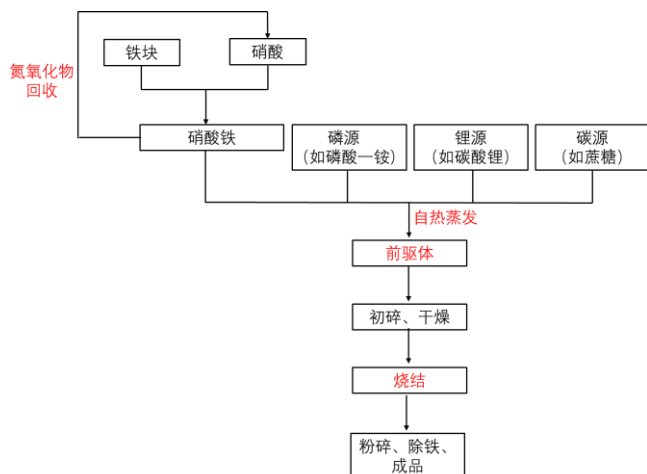 铁块
硝酸
氮氧化物
回收
硝酸铁
磷源
(如磷酸一铵)
锂源
(如碳酸锂)
碳源
(如蔗糖)
自热蒸发
前驱体
初碎、干燥
烧结
粉碎、除铁、
成品